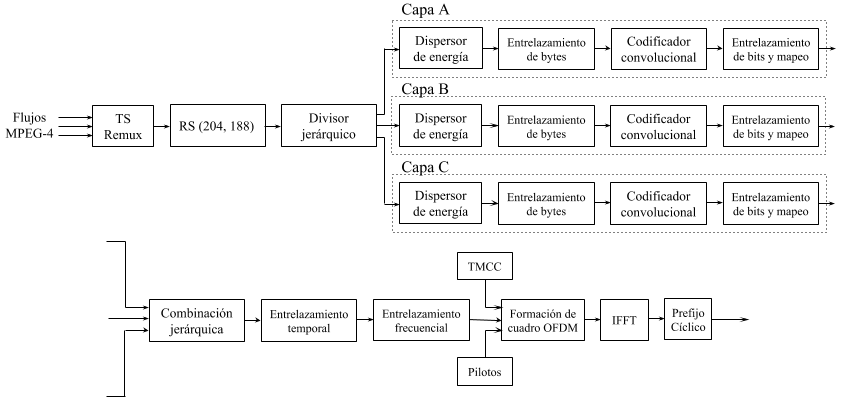 Capa A
Dispersor
de energía
Entrelazamiento
de bytes
Codificador
convolucional
Entrelazamiento
de bits y mapeo
Flujos
MPEG-4
TS
Remux
RS (204, 188)
Divisor
jerárquico
Capa B
Dispersor
de energía
Entrelazamiento
de bytes
Codificador
convolucional
Entrelazamiento
de bits y mapeo
Capa C
Dispersor
de energía
Entrelazamiento
de bytes
Codificador
convolucional
Entrelazamiento
de bits y mapeo
TMCC
Combinación
jerárquica
Entrelazamiento
temporal
Entrelazamiento
frecuencial
Formación de
cuadro OFDM
IFFT
Prefijo
Cíclico
Pilotos